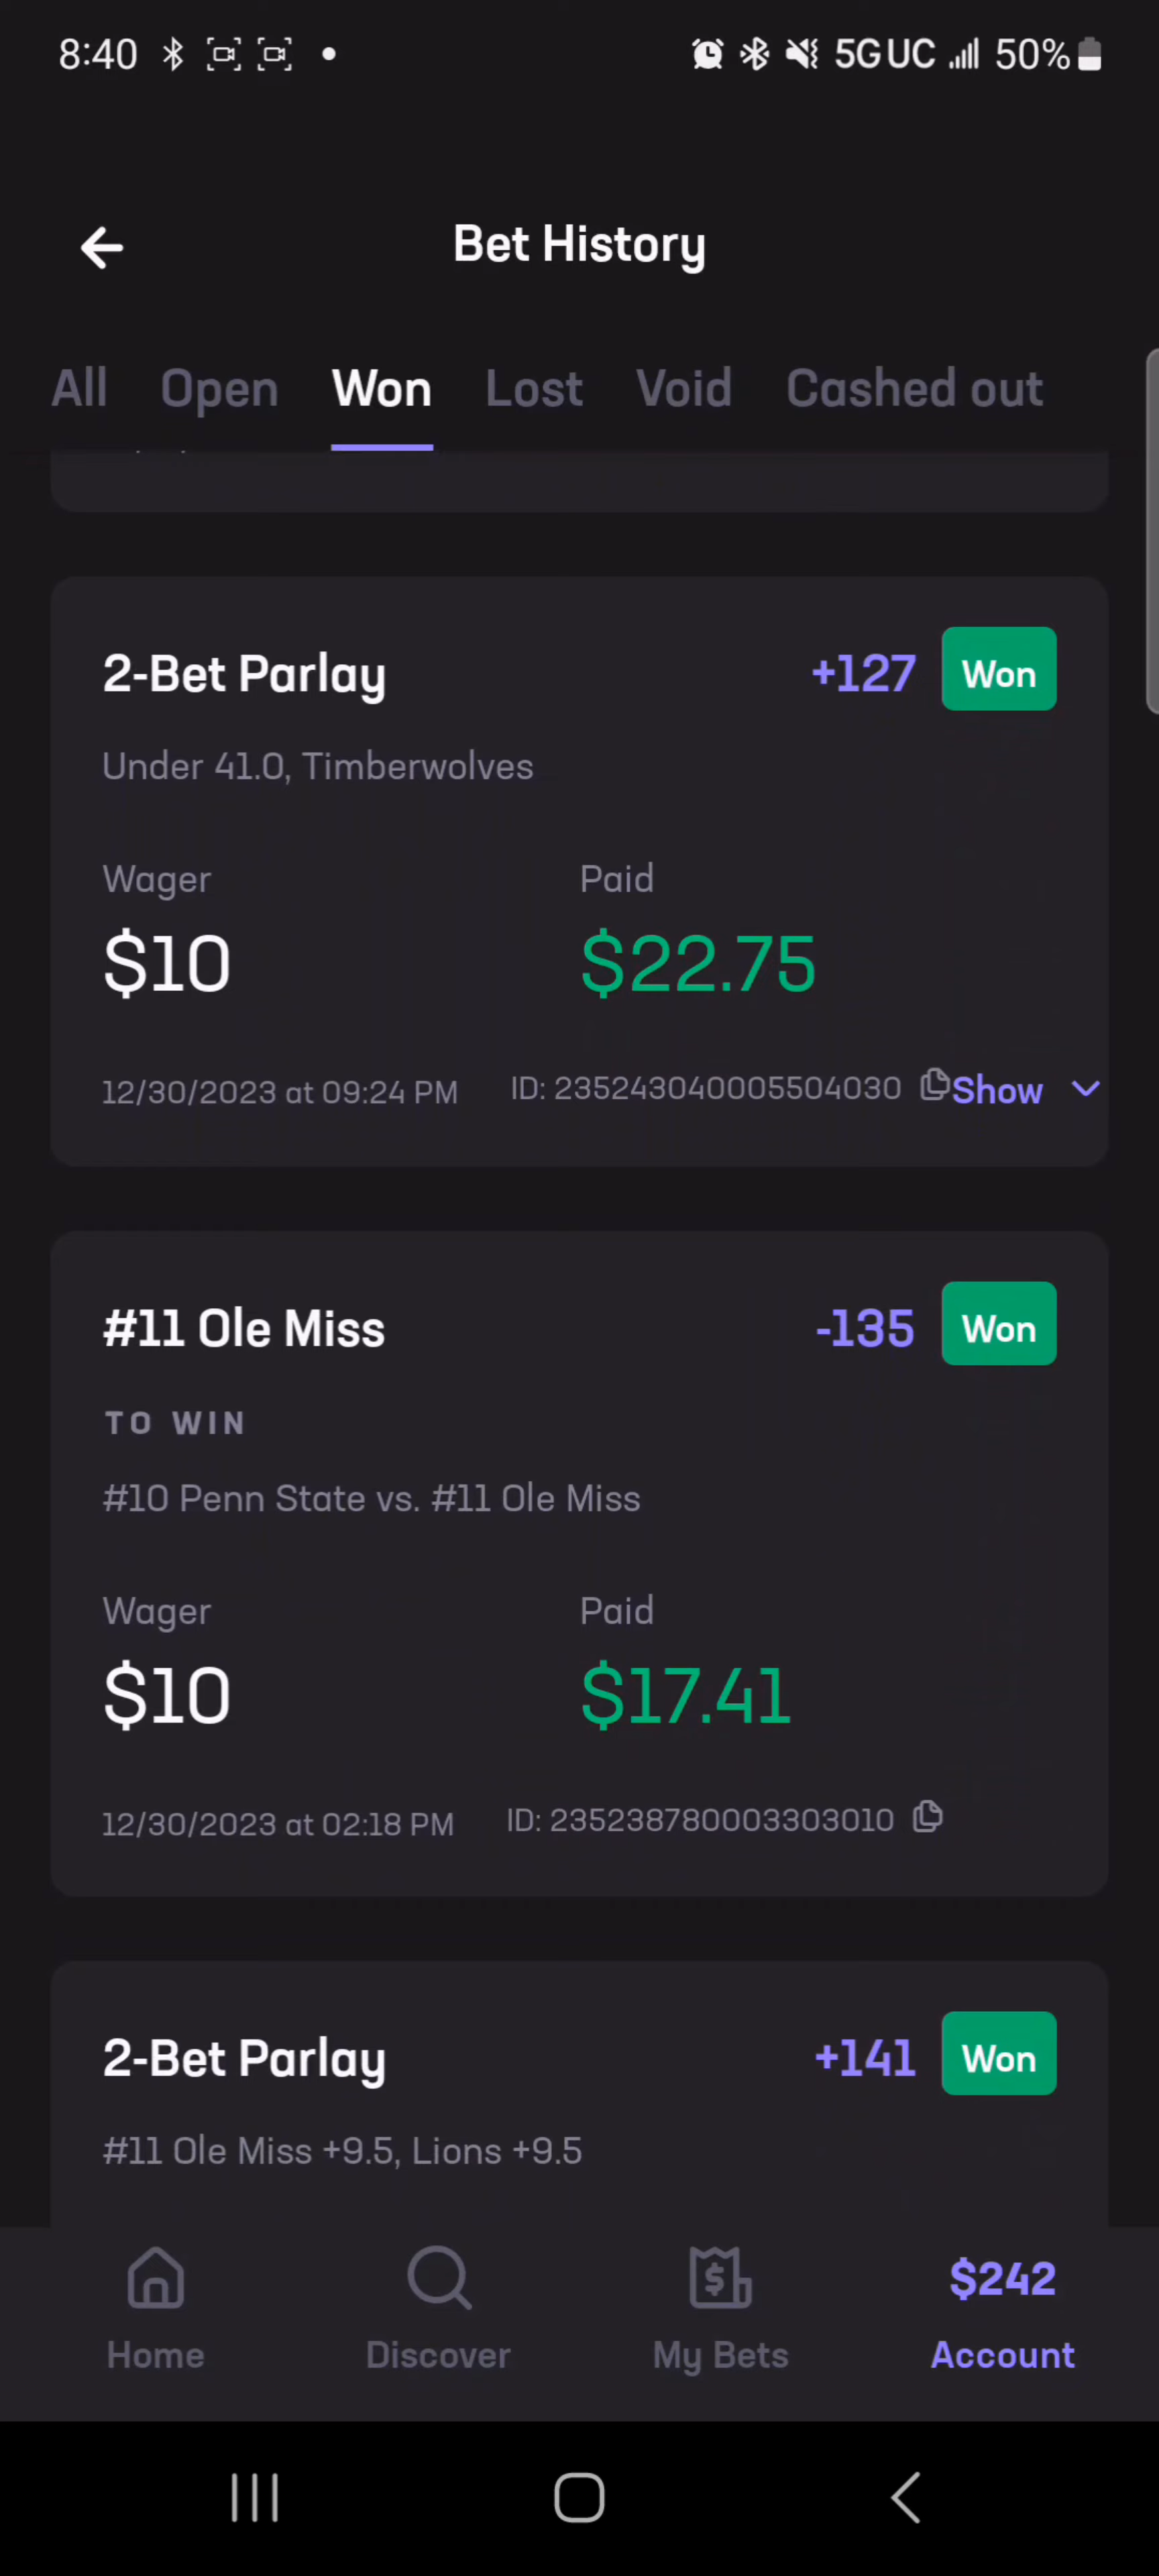 8:40 5G UC 50%
Bet History
All Open Won Lost Void Cashed out
2-Bet Parlay +127 Won
Under 41.0, Timberwolves
Wager Paid
$10 $22.75
12/30/2023 at 09:24 PM ID: 235243040005504030 Show
#11 Ole Miss -135 Won
TO WIN
#10 Penn State vs. #11 Ole Miss
Wager Paid
$10 $17.41
12/30/2023 at 02:18 PM ID: 235238780003303010
2-Bet Parlay +141 Won
#11 Ole Miss +9.5, Lions +9.5
$242
Home Discover My Bets Account